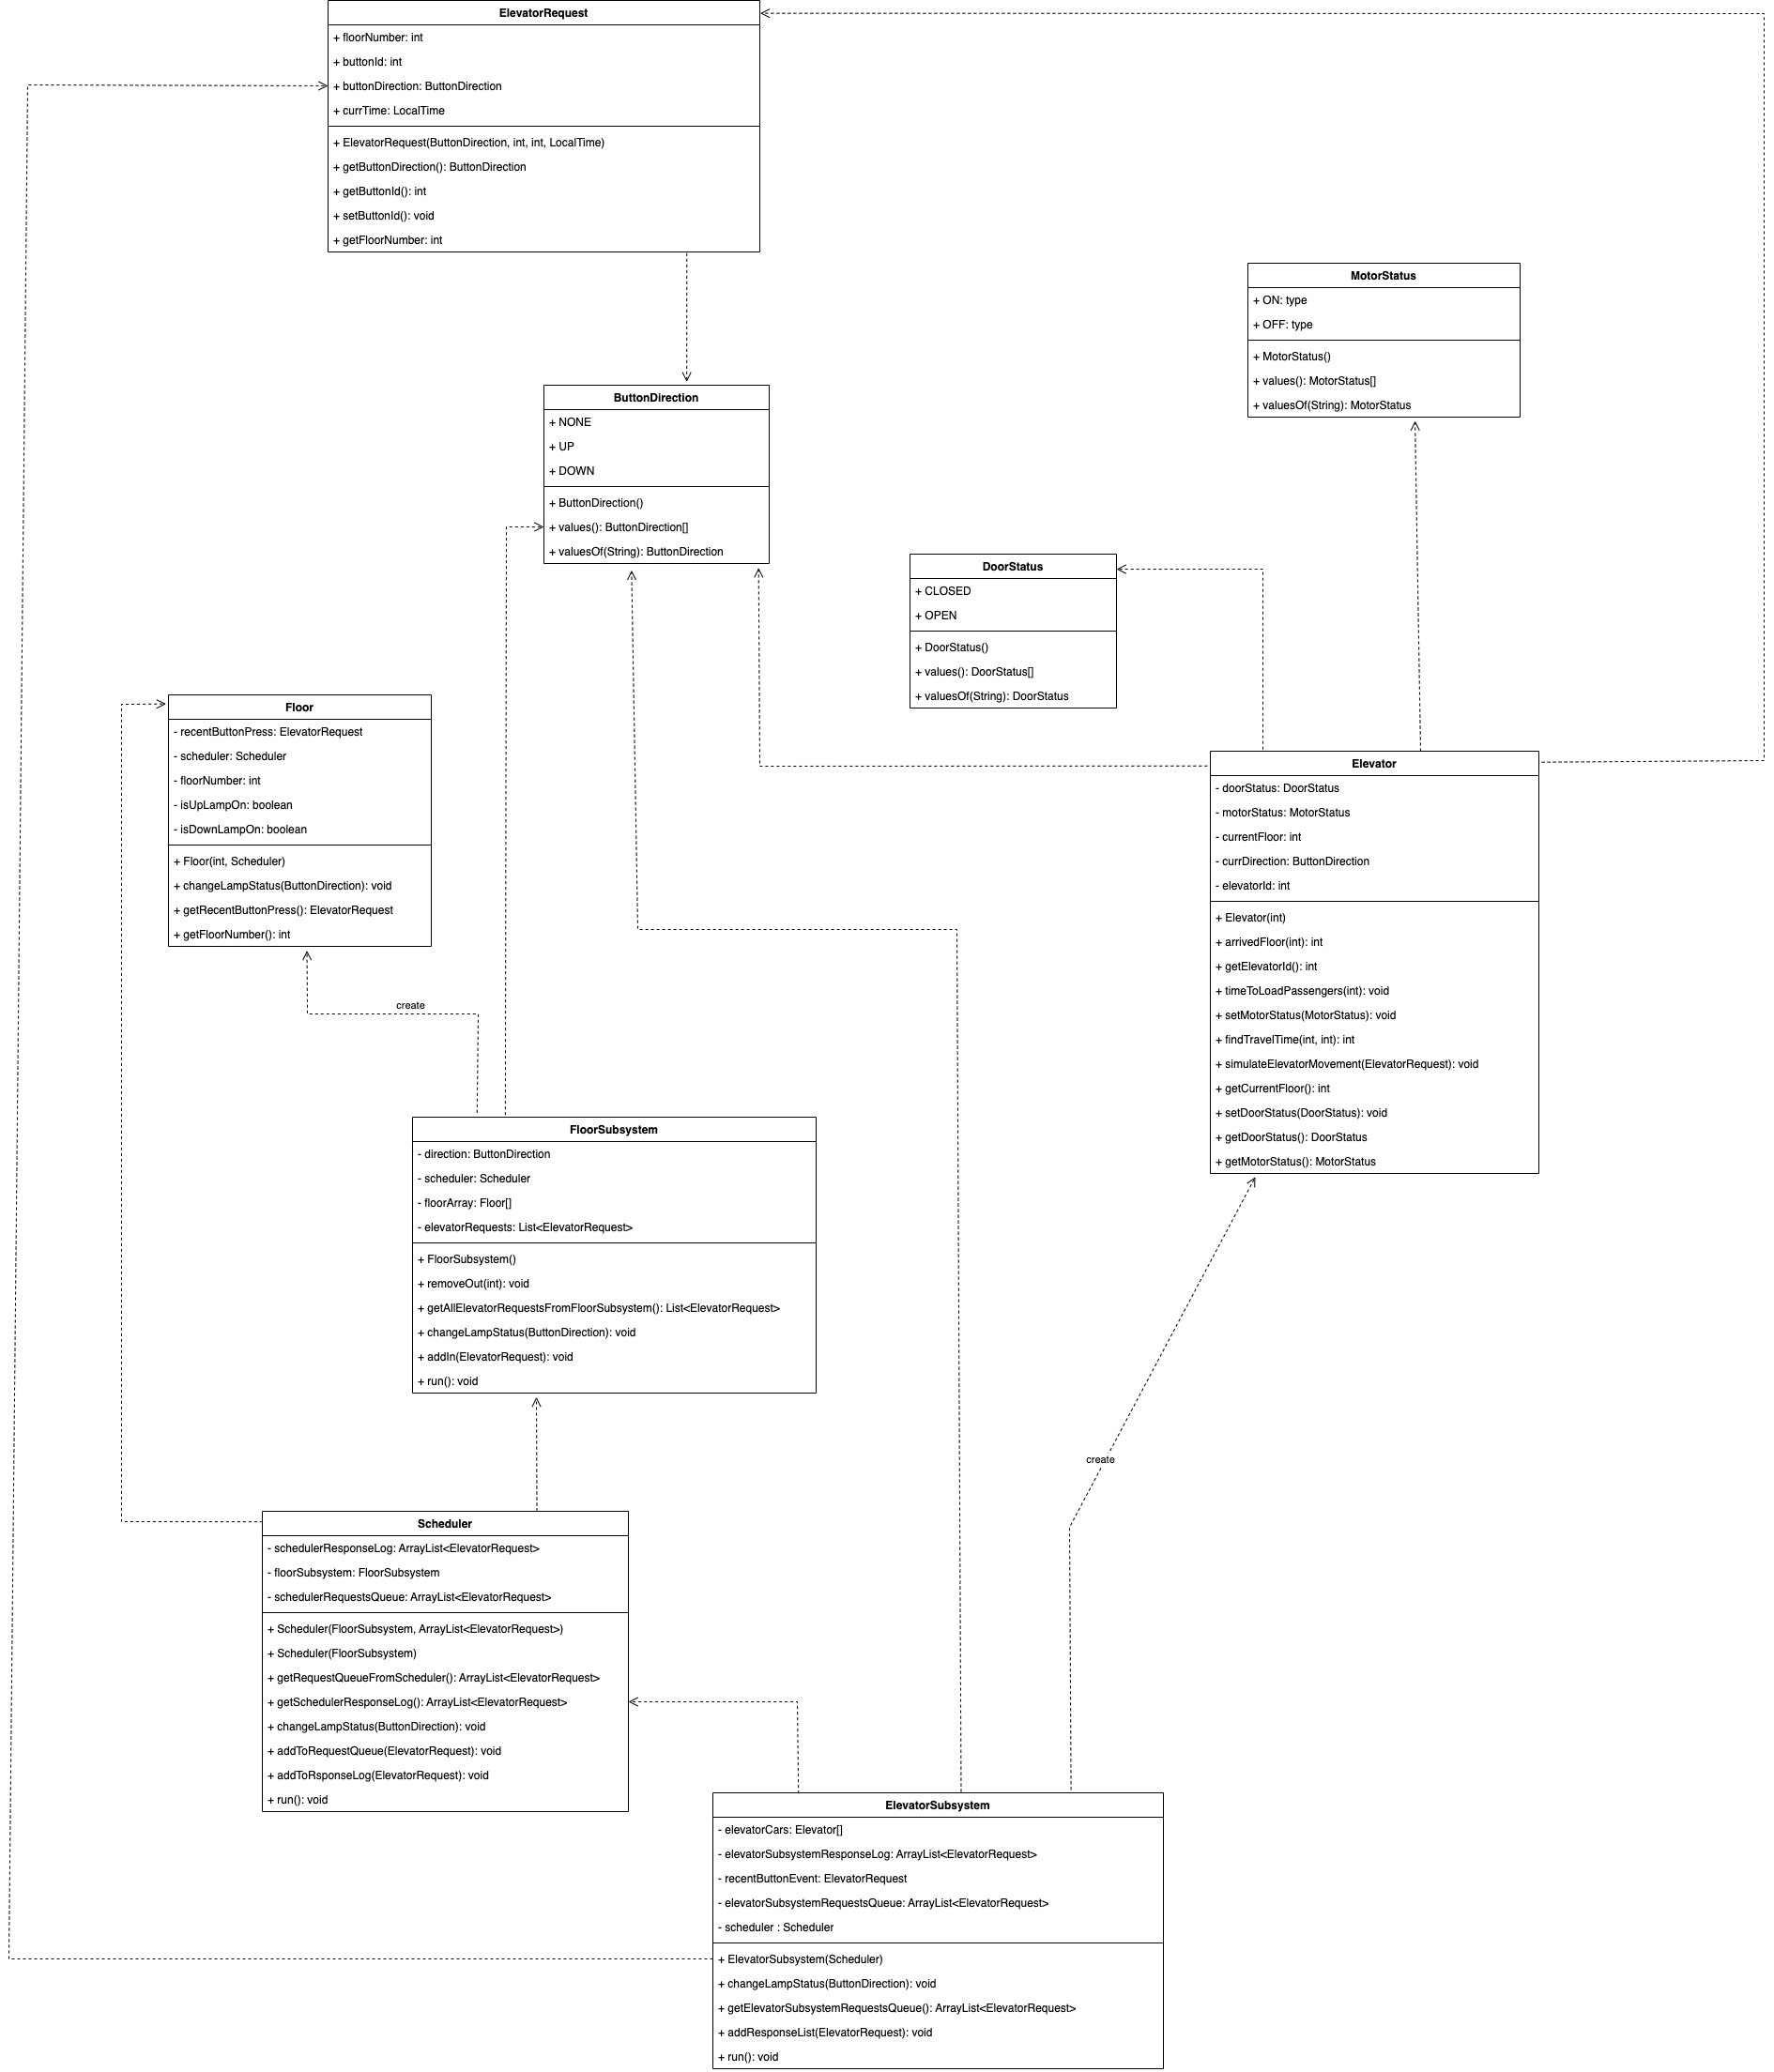 ElevatorRequest
+ floorNumber: int
+ buttonId: int
+ buttonDirection: ButtonDirection
+ currTime: LocalTime
+ ElevatorRequest(ButtonDirection, int, int, LocalTime)
+ getButtonDirection(): ButtonDirection
+ getButtonId(): int
+ setButtonId(): void
+ getFloorNumber: int
MotorStatus
+ ON: type
+ OFF: type
+ MotorStatus()
+ values(): MotorStatus[]
+ valuesOf(String): MotorStatus
ButtonDirection
+ NONE
+ UP
+ DOWN
+ ButtonDirection()
+ values(): ButtonDirection[]
+ valuesOf(String): ButtonDirection
DoorStatus
+ CLOSED
+ OPEN
+ DoorStatus()
+ values(): DoorStatus[]
+ valuesOf(String): DoorStatus
Floor
- recentButtonPress: ElevatorRequest
- scheduler: Scheduler
- floorNumber: int
- isUpLampOn: boolean
- isDownLampOn: boolean
+ Floor(int, Scheduler)
+ changeLampStatus(ButtonDirection): void
+ getRecentButtonPress(): ElevatorRequest
+ getFloorNumber(): int
Elevator
- doorStatus: DoorStatus
- motorStatus: MotorStatus
- currentFloor: int
- currDirection: ButtonDirection
- elevatorId: int
+ Elevator(int)
+ arrivedFloor(int): int
+ getElevatorId(): int
+ timeToLoadPassengers(int): void
+ setMotorStatus(MotorStatus): void
+ findTravelTime(int, int): int
+ simulateElevatorMovement(ElevatorRequest): void
+ getCurrentFloor(): int
+ setDoorStatus(DoorStatus): void
+ getDoorStatus(): DoorStatus
+ getMotorStatus(): MotorStatus
create
FloorSubsystem
- direction: ButtonDirection
- scheduler: Scheduler
- floorArray: Floor[]
- elevatorRequests: List<ElevatorRequest>
+ FloorSubsystem()
+ removeOut(int): void
+ getAllElevatorRequestsFromFloorSubsystem(): List<ElevatorRequest>
+ changeLampStatus(ButtonDirection): void
+ addIn(ElevatorRequest): void
+ run(): void
create
Scheduler
- schedulerResponseLog: ArrayList<ElevatorRequest>
- floorSubsystem: FloorSubsystem
- schedulerRequestsQueue: ArrayList<ElevatorRequest>
+ Scheduler(FloorSubsystem, ArrayList<ElevatorRequest>)
+ Scheduler(FloorSubsystem)
+ getRequestQueueFromScheduler(): ArrayList<ElevatorRequest>
+ getSchedulerResponseLog(): ArrayList<ElevatorRequest>
+ changeLampStatus(ButtonDirection): void
+ addToRequestQueue(ElevatorRequest): void
+ addToRsponseLog(ElevatorRequest): void
+ run(): void
ElevatorSubsystem
- elevatorCars: Elevator[]
- elevatorSubsystemResponseLog: ArrayList<ElevatorRequest>
- recentButtonEvent: ElevatorRequest
- elevatorSubsystemRequestsQueue: ArrayList<ElevatorRequest>
- scheduler : Scheduler
+ ElevatorSubsystem(Scheduler)
+ changeLampStatus(ButtonDirection): void
+ getElevatorSubsystemRequestsQueue(): ArrayList<ElevatorRequest>
+ addResponseList(ElevatorRequest): void
+ run(): void